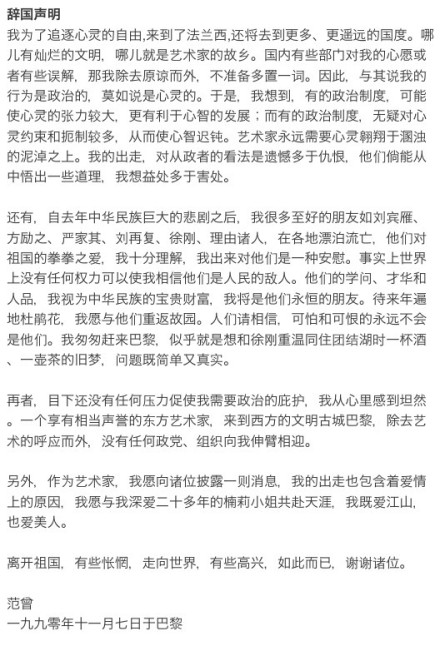 辞国声明
我为了追逐心灵的自由,来到了法兰西,还将去到更多、更遥远的国度。哪
儿有灿烂的文明，哪儿就是艺术家的故乡。国内有些部门对我的心愿或
者有些误解，那我除去原谅而外，不准备多置一词。因此，与其说我的
行为是政治的，莫如说是心灵的。于是，我想到，有的政治制度，可能
使心灵的张力较大，更有利于心智的发展；而有的政治制度，无疑对心
灵约束和扼制较多，从而使心智迟钝。艺术家永远需要心灵翱翔于溷浊
的泥淖之上。我的出走，对从政者的看法是遗憾多于仇恨，他们倘能从
中悟出一些道理，我想益处多于害处。
还有，自去年中华民族巨大的悲剧之后，我很多至好的朋友如刘宾雁、
方励之、严家其、刘再复、徐刚、理由诸人，在各地漂泊流亡，他们对
祖国的拳拳之爱，我十分理解，我出来对他们是一种安慰。事实上世界
上没有任何权力可以使我相信他们是人民的敌人。他们的学问、才华和
人品，我视为中华民族的宝贵财富，我将是他们永恒的朋友。待来年遍
地杜鹃花，我愿与他们重返故园。人们请相信，可怕和可恨的永远不会
是他们。我匆匆赶来巴黎，似乎就是想和徐刚重温同住团结湖时一杯酒
、一壶茶的旧梦，问题既简单又真实。
再者，目下还没有任何压力促使我需要政治的庇护，我从心里感到坦然
。一个享有相当声誉的东方艺术家，来到西方的文明古城巴黎，除去艺
术的呼应而外，没有任何政党、组织向我伸臂相迎。
另外，作为艺术家，我愿向诸位披露一则消息，我的出走也包含着爱情
上的原因，我愿与我深爱二十多年的楠莉小姐共赴天涯，我既爱江山，
也爱美人。
离开祖国，有些怅惘，走向世界，有些高兴，如此而已，谢谢诸位。
范曾
一九九零年十一月七日于巴黎